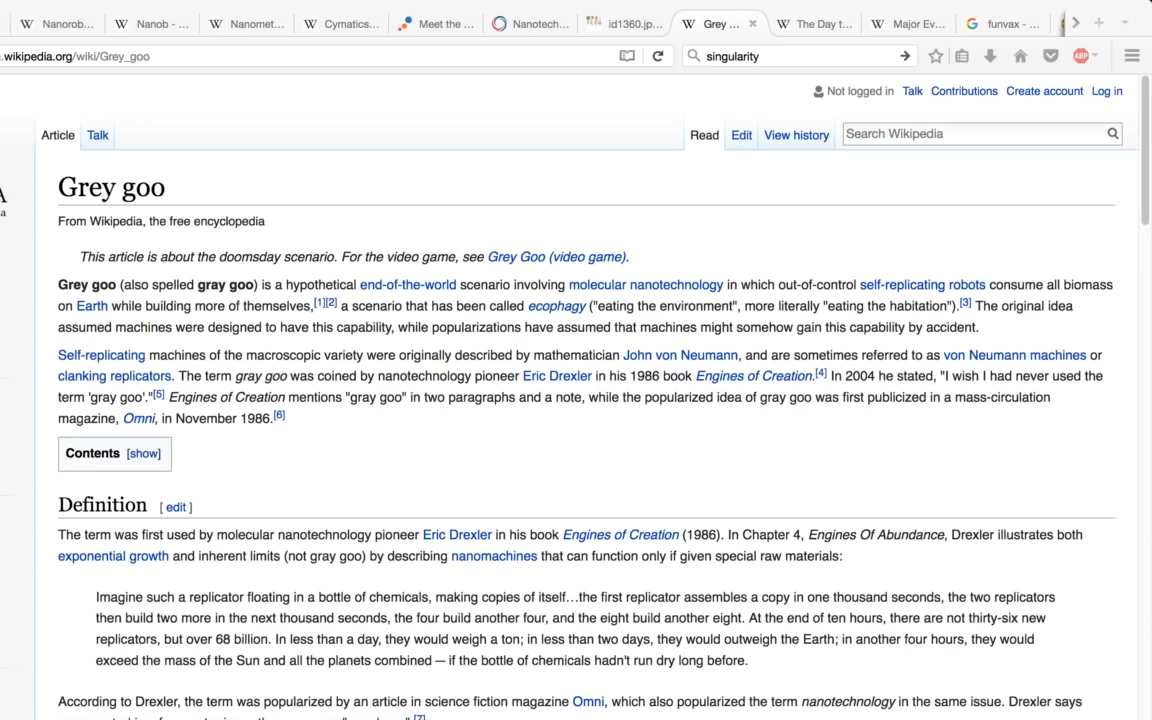 Nanorob...
Nanob - ...
Nanomet...
Cymatics...
Meet the ...
Nanotech...
id1360.jp...
Grey ...
The Day t...
Major Ev...
funvax - ...
.wikipedia.org/wiki/Grey_goo
singularity
ABP
Not logged in Talk Contributions Create account Log in
Article Talk
Read Edit View history
Search Wikipedia
A
a
Grey goo
From Wikipedia, the free encyclopedia
This article is about the doomsday scenario. For the video game, see Grey Goo (video game).
Grey goo (also spelled gray goo) is a hypothetical end-of-the-world scenario involving molecular nanotechnology in which out-of-control self-replicating robots consume all biomass
on Earth while building more of themselves,[1][2] a scenario that has been called ecophagy ("eating the environment", more literally "eating the habitation").[3] The original idea
assumed machines were designed to have this capability, while popularizations have assumed that machines might somehow gain this capability by accident.
Self-replicating machines of the macroscopic variety were originally described by mathematician John von Neumann, and are sometimes referred to as von Neumann machines or
clanking replicators. The term gray goo was coined by nanotechnology pioneer Eric Drexler in his 1986 book Engines of Creation.[4] In 2004 he stated, "I wish I had never used the
term 'gray goo'."[5] Engines of Creation mentions "gray goo" in two paragraphs and a note, while the popularized idea of gray goo was first publicized in a mass-circulation
magazine, Omni, in November 1986.[6]
Contents [show]
Definition [ edit ]
The term was first used by molecular nanotechnology pioneer Eric Drexler in his book Engines of Creation (1986). In Chapter 4, Engines Of Abundance, Drexler illustrates both
exponential growth and inherent limits (not gray goo) by describing nanomachines that can function only if given special raw materials:
Imagine such a replicator floating in a bottle of chemicals, making copies of itself…the first replicator assembles a copy in one thousand seconds, the two replicators
then build two more in the next thousand seconds, the four build another four, and the eight build another eight. At the end of ten hours, there are not thirty-six new
replicators, but over 68 billion. In less than a day, they would weigh a ton; in less than two days, they would outweigh the Earth; in another four hours, they would
exceed the mass of the Sun and all the planets combined — if the bottle of chemicals hadn't run dry long before.
According to Drexler, the term was popularized by an article in science fiction magazine Omni, which also popularized the term nanotechnology in the same issue. Drexler says
[7]